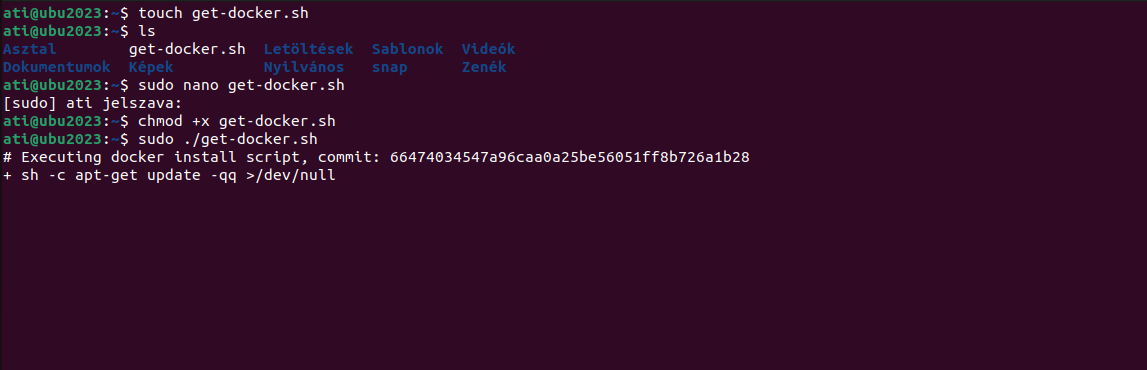 ati@ubu2023:~$ touch get-docker.sh
ati@ubu2023:~$ ls
Asztal        get-docker.sh  Letöltések  Sablonok  Videók
Dokumentumok  Képek          Nyilvános   snap      Zenék
ati@ubu2023:~$ sudo nano get-docker.sh
[sudo] ati jelszava:
ati@ubu2023:~$ chmod +x get-docker.sh
ati@ubu2023:~$ sudo ./get-docker.sh
# Executing docker install script, commit: 66474034547a96caa0a25be56051ff8b726a1b28
+ sh -c apt-get update -qq >/dev/null